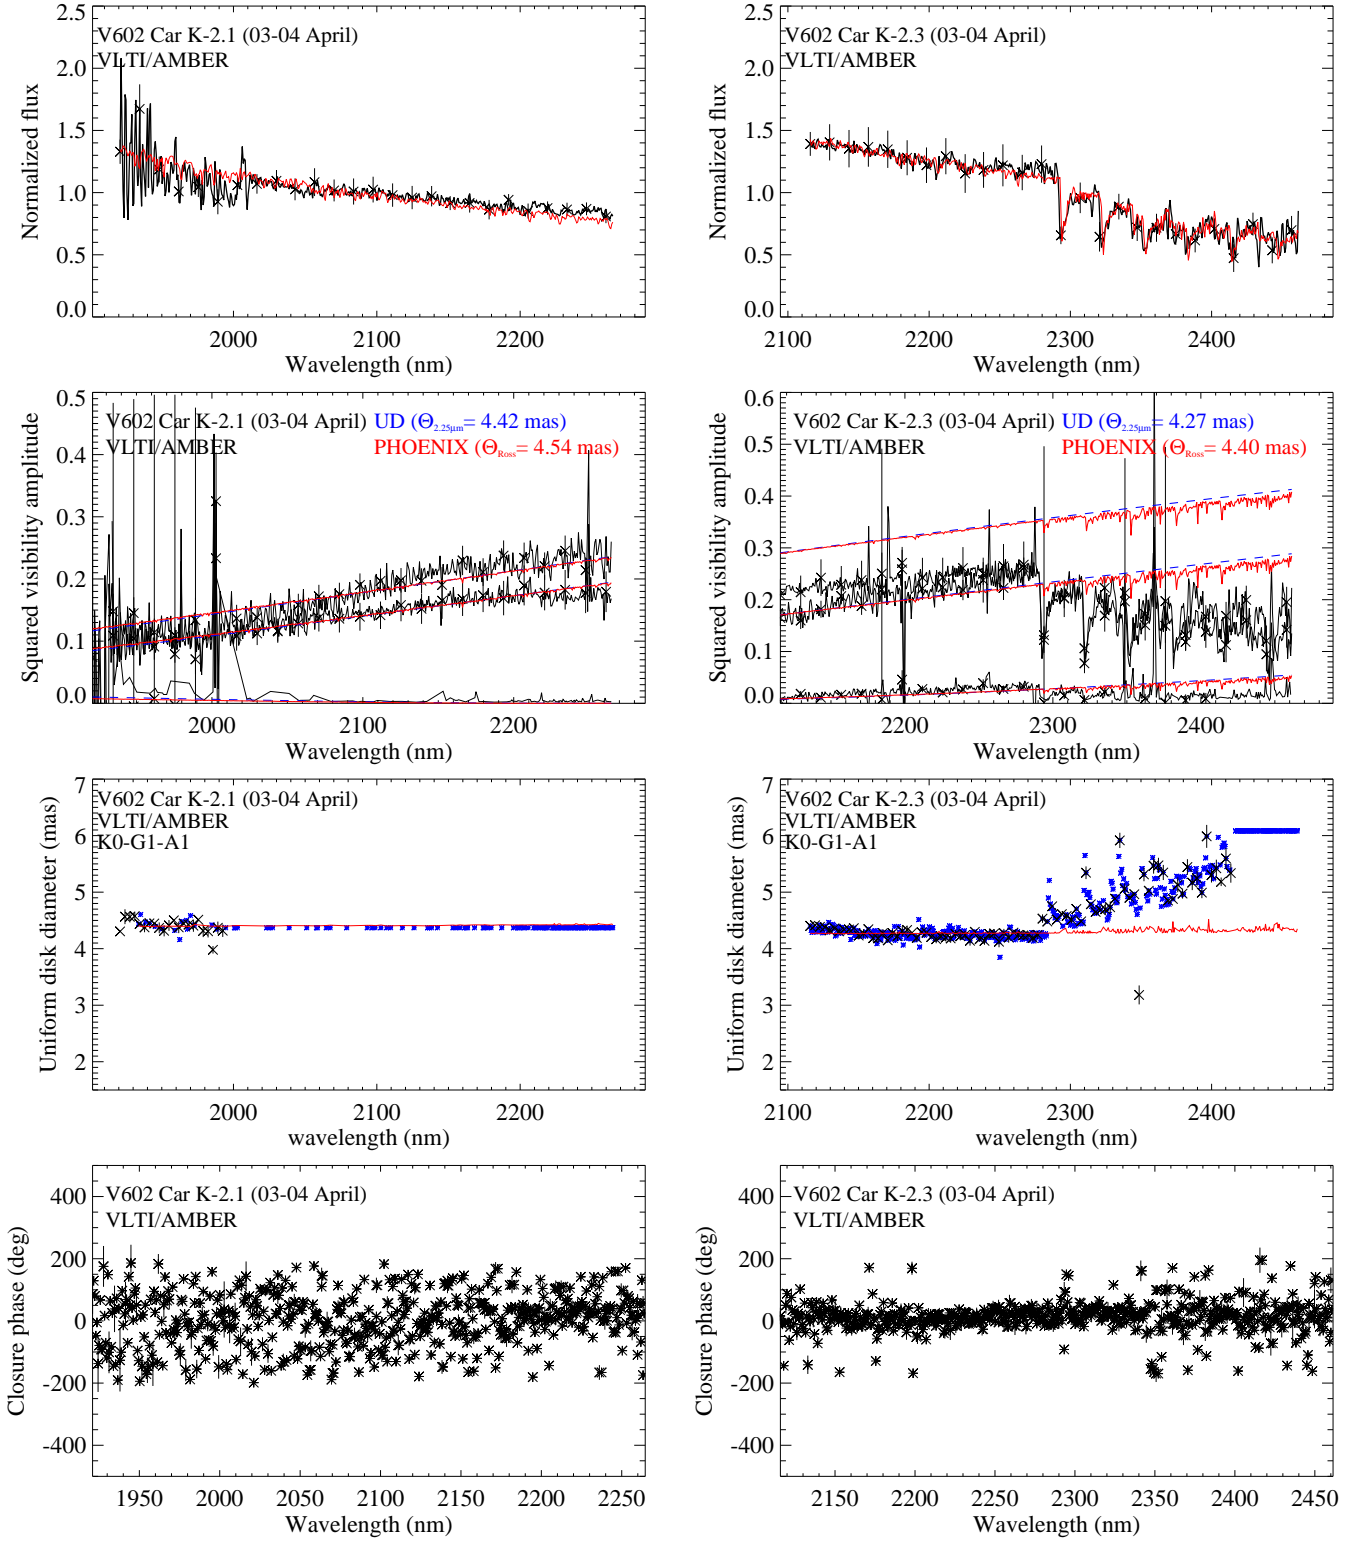 V602 Car K-2.1 (03-04 April)
VLTI/AMBER
Normalized flux
2.5
2.0
1.5
1.0
0.5
0.0
2000 2100 2200
Wavelength (nm)
V602 Car K-2.3 (03-04 April)
VLTI/AMBER
Normalized flux
2.5
2.0
1.5
1.0
0.5
0.0
2100 2200 2300 2400
Wavelength (nm)
V602 Car K-2.1 (03-04 April) UD (Θ2.25μm= 4.42 mas)
VLTI/AMBER PHOENIX (ΘRoss= 4.54 mas)
Squared visibility amplitude
0.5
0.4
0.3
0.2
0.1
0.0
2000 2100 2200
Wavelength (nm)
V602 Car K-2.3 (03-04 April) UD (Θ2.25μm= 4.27 mas)
VLTI/AMBER PHOENIX (ΘRoss= 4.40 mas)
Squared visibility amplitude
0.6
0.5
0.4
0.3
0.2
0.1
0.0
2200 2300 2400
Wavelength (nm)
V602 Car K-2.1 (03-04 April)
VLTI/AMBER
K0-G1-A1
Uniform disk diameter (mas)
7
6
5
4
3
2
2000 2100 2200
wavelength (nm)
V602 Car K-2.3 (03-04 April)
VLTI/AMBER
K0-G1-A1
Uniform disk diameter (mas)
7
6
5
4
3
2
2100 2200 2300 2400
wavelength (nm)
V602 Car K-2.1 (03-04 April)
VLTI/AMBER
Closure phase (deg)
400
200
0
-200
-400
1950 2000 2050 2100 2150 2200 2250
Wavelength (nm)
V602 Car K-2.3 (03-04 April)
VLTI/AMBER
Closure phase (deg)
400
200
0
-200
-400
2150 2200 2250 2300 2350 2400 2450
Wavelength (nm)